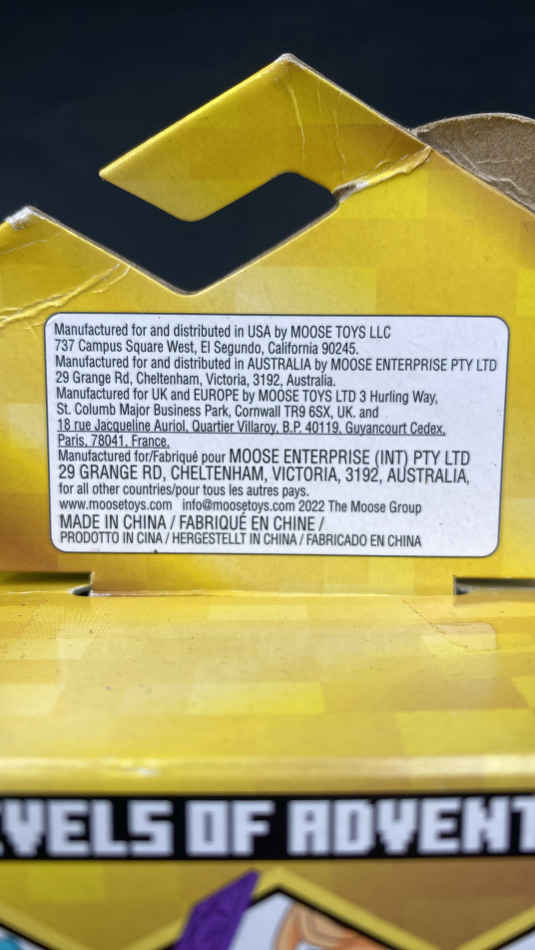 Manufactured for and distributed in USA by MOOSE TOYS LLC
737 Campus Square West, El Segundo, California 90245.
Manufactured for and distributed in AUSTRALIA by MOOSE ENTERPRISE PTY LTD
29 Grange Rd, Cheltenham, Victoria, 3192, Australia.
Manufactured for UK and EUROPE by MOOSE TOYS LTD 3 Hurling Way,
St. Columb Major Business Park, Cornwall TR9 6SX, UK. and
18 rue Jacqueline Auriol, Quartier Villaroy, B.P. 40119, Guyancourt Cedex,
Paris, 78041, France.
Manufactured for/Fabriqué pour MOOSE ENTERPRISE (INT) PTY LTD
29 GRANGE RD, CHELTENHAM, VICTORIA, 3192, AUSTRALIA,
for all other countries/pour tous les autres pays.
www.moosetoys.com info@moosetoys.com 2022 The Moose Group
MADE IN CHINA / FABRIQUÉ EN CHINE /
PRODOTTO IN CINA / HERGESTELLT IN CHINA / FABRICADO EN CHINA
VELS OF ADVENT